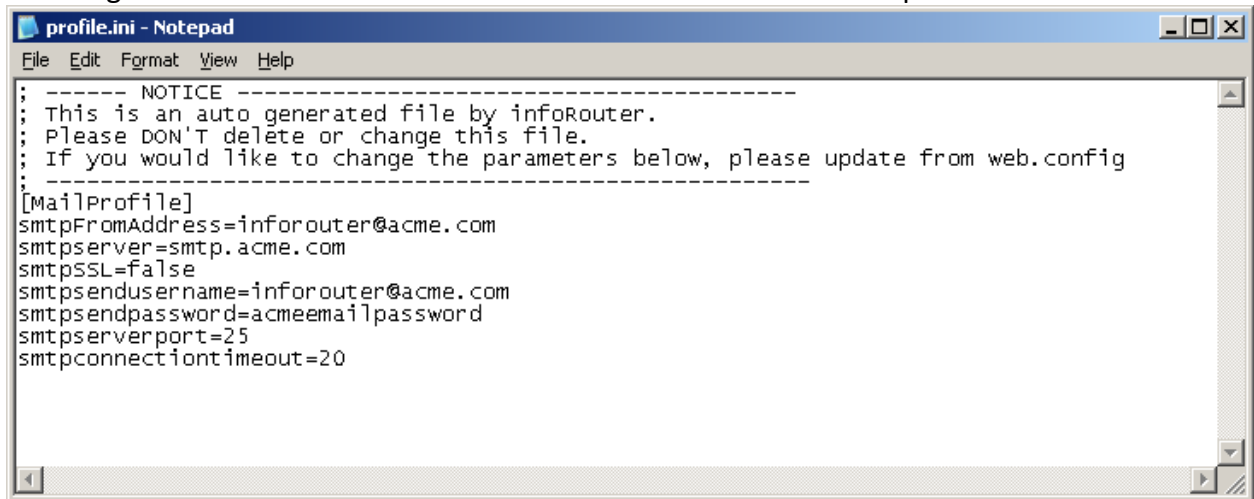 profile.ini - Notepad
File Edit Format View Help
; ------ NOTICE ---------------------------------
; This is an auto generated file by infoRouter.
; Please DON'T delete or change this file.
; If you would like to change the parameters below, please update from web.config
; ---------------------------------------------
[MailProfile]
smtpFromAddress=inforouter@acme.com
smtpserver=smtp.acme.com
smtpSSL=false
smtpsendusername=inforouter@acme.com
smtpsendpassword=acmeemailpassword
smtpserverport=25
smtpconnectiontimeout=20